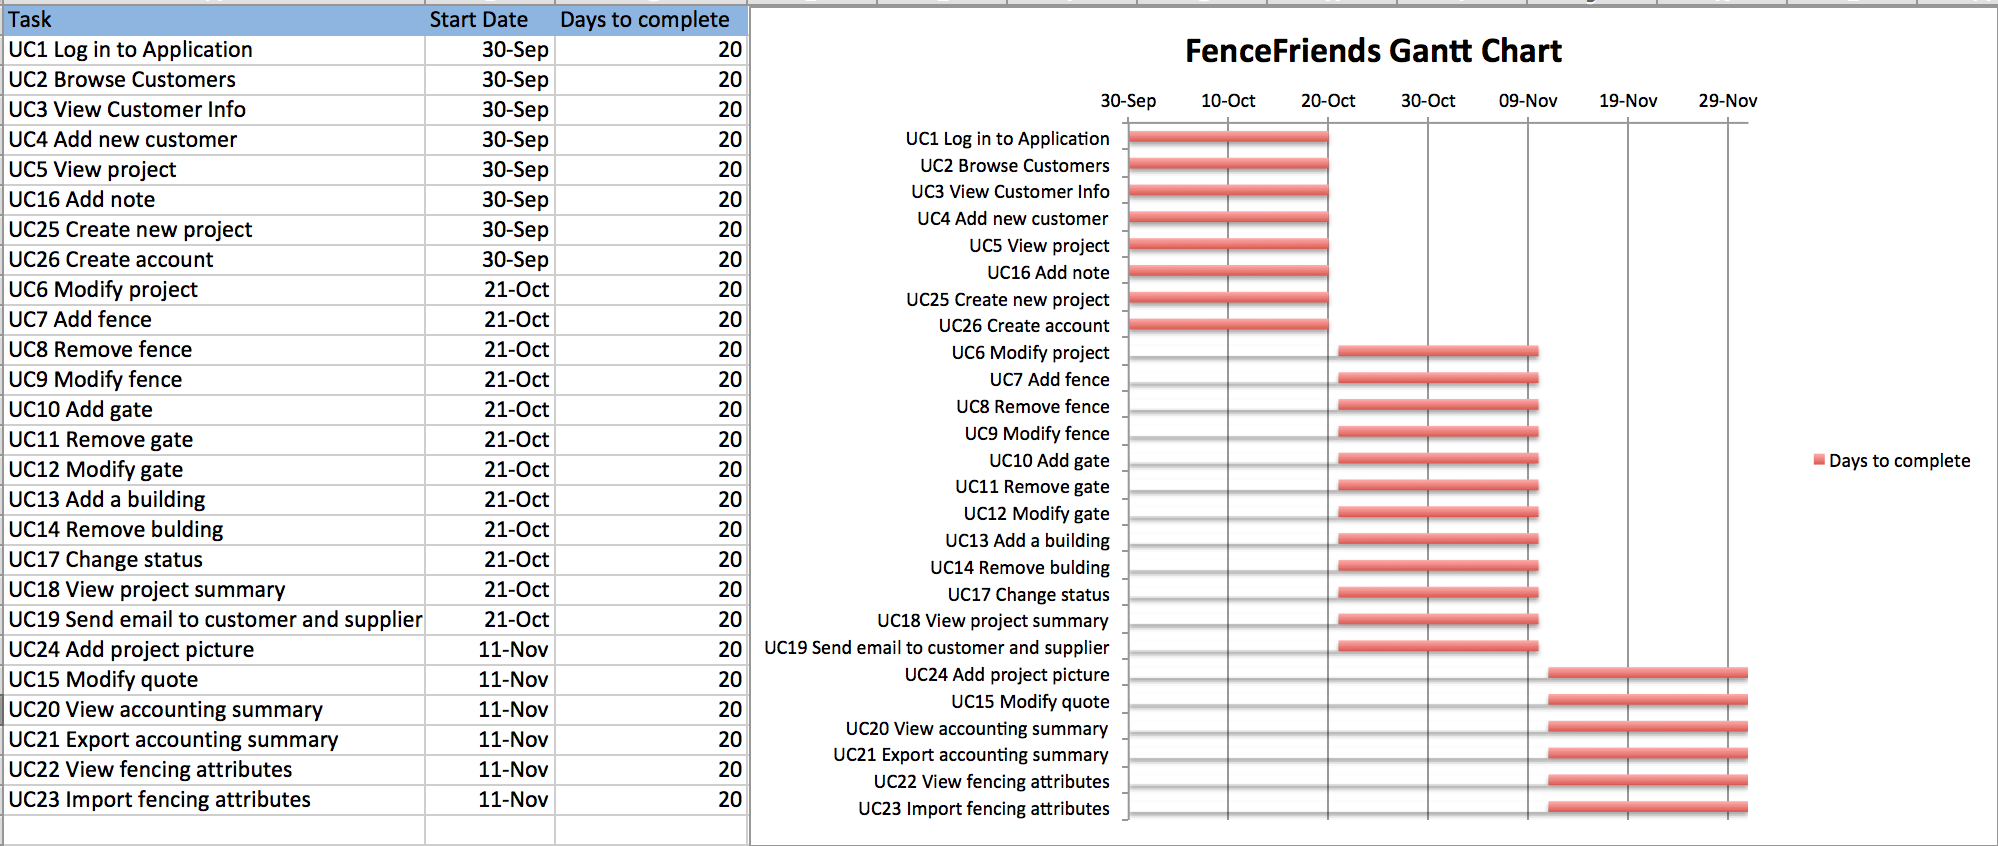 Task Start Date Days to complete
UC1 Log in to Application 30-Sep 20
UC2 Browse Customers 30-Sep 20
UC3 View Customer Info 30-Sep 20
UC4 Add new customer 30-Sep 20
UC5 View project 30-Sep 20
UC16 Add note 30-Sep 20
UC25 Create new project 30-Sep 20
UC26 Create account 30-Sep 20
UC6 Modify project 21-Oct 20
UC7 Add fence 21-Oct 20
UC8 Remove fence 21-Oct 20
UC9 Modify fence 21-Oct 20
UC10 Add gate 21-Oct 20
UC11 Remove gate 21-Oct 20
UC12 Modify gate 21-Oct 20
UC13 Add a building 21-Oct 20
UC14 Remove bulding 21-Oct 20
UC17 Change status 21-Oct 20
UC18 View project summary 21-Oct 20
UC19 Send email to customer and supplier 21-Oct 20
UC24 Add project picture 11-Nov 20
UC15 Modify quote 11-Nov 20
UC20 View accounting summary 11-Nov 20
UC21 Export accounting summary 11-Nov 20
UC22 View fencing attributes 11-Nov 20
UC23 Import fencing attributes 11-Nov 20
FenceFriends Gantt Chart
30-Sep 10-Oct 20-Oct 30-Oct 09-Nov 19-Nov 29-Nov
UC1 Log in to Application
UC2 Browse Customers
UC3 View Customer Info
UC4 Add new customer
UC5 View project
UC16 Add note
UC25 Create new project
UC26 Create account
UC6 Modify project
UC7 Add fence
UC8 Remove fence
UC9 Modify fence
UC10 Add gate
UC11 Remove gate
UC12 Modify gate
UC13 Add a building
UC14 Remove bulding
UC17 Change status
UC18 View project summary
UC19 Send email to customer and supplier
UC24 Add project picture
UC15 Modify quote
UC20 View accounting summary
UC21 Export accounting summary
UC22 View fencing attributes
UC23 Import fencing attributes
Days to complete